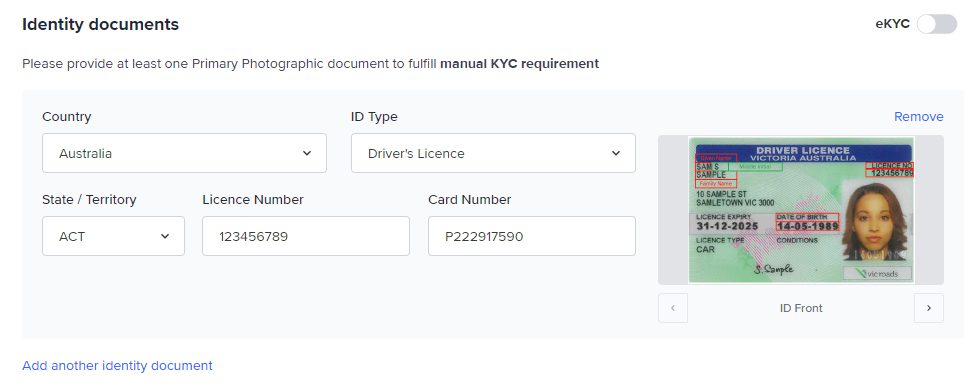 Identity documents
eKYC
Please provide at least one Primary Photographic document to fulfill manual KYC requirement
Country
ID Type
Remove
Australia
Driver's Licence
State / Territory
Licence Number
Card Number
ACT
123456789
P222917590
DRIVER LICENCE
VICTORIA AUSTRALIA
Given Name
SAM S
Middle Initial
LICENCE NO
SAMPLE
123456789
Family Name
10 SAMPLE ST
SAMLETOWN VIC 3000
LICENCE EXPIRY
DATE OF BIRTH
31-12-2025
14-05-1989
LICENCE TYPE
CONDITIONS
CAR
S.Sample
vicroads
ID Front
Add another identity document